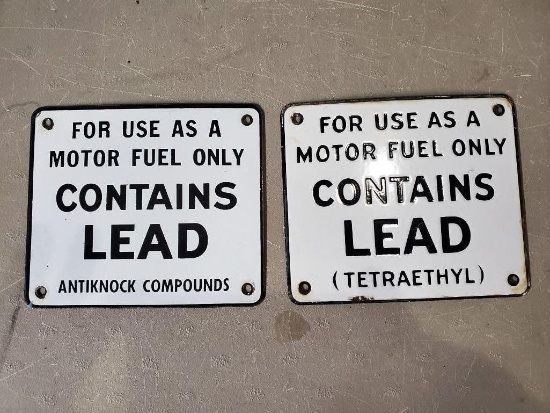 FOR USE AS A
MOTOR FUEL ONLY
CONTAINS
LEAD
ANTIKNOCK COMPOUNDS
FOR USE AS A
MOTOR FUEL ONLY
CONTAINS
LEAD
(TETRAETHYL)